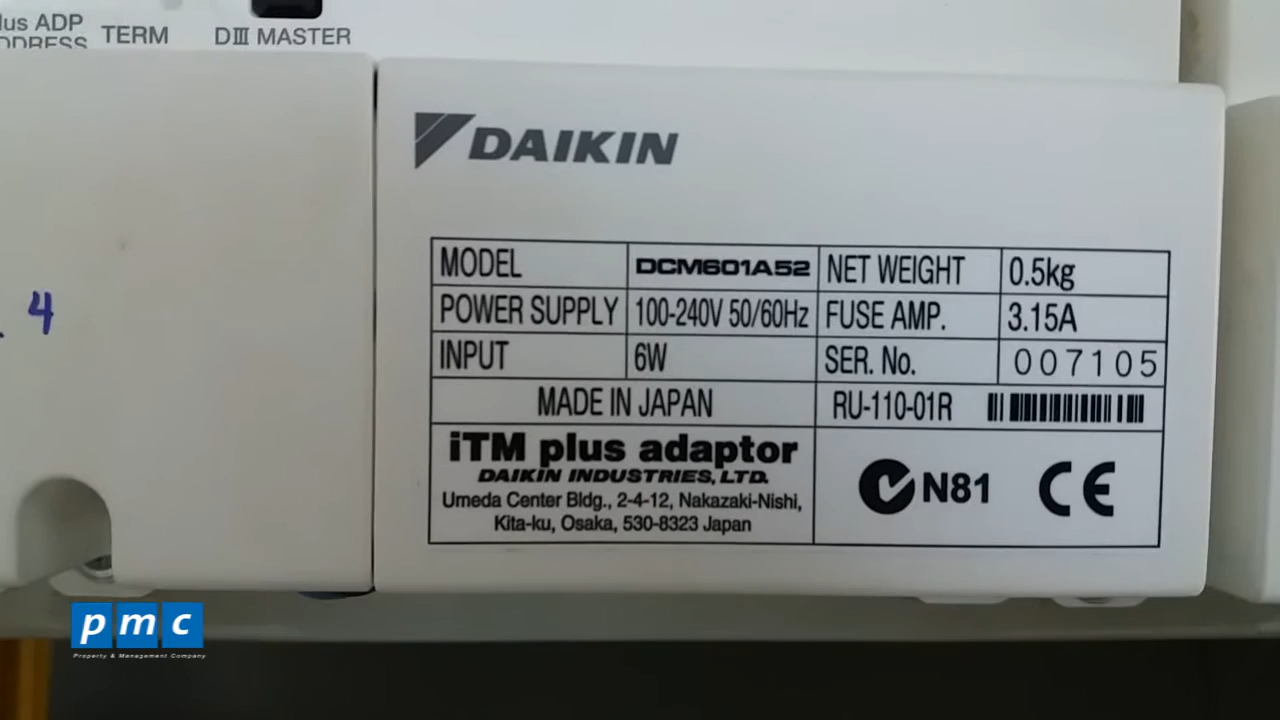 lus ADP
DDRESS
TERM
DIII MASTER
DAIKIN
MODEL DCM601A52 NET WEIGHT 0.5kg
POWER SUPPLY 100-240V 50/60Hz FUSE AMP. 3.15A
INPUT 6W SER. No. 007105
MADE IN JAPAN RU-110-01R
iTM plus adaptor
DAIKIN INDUSTRIES, LTD.
Umeda Center Bldg., 2-4-12, Nakazaki-Nishi,
Kita-ku, Osaka, 530-8323 Japan
N81 CE
4
pmc
Property & Management Company